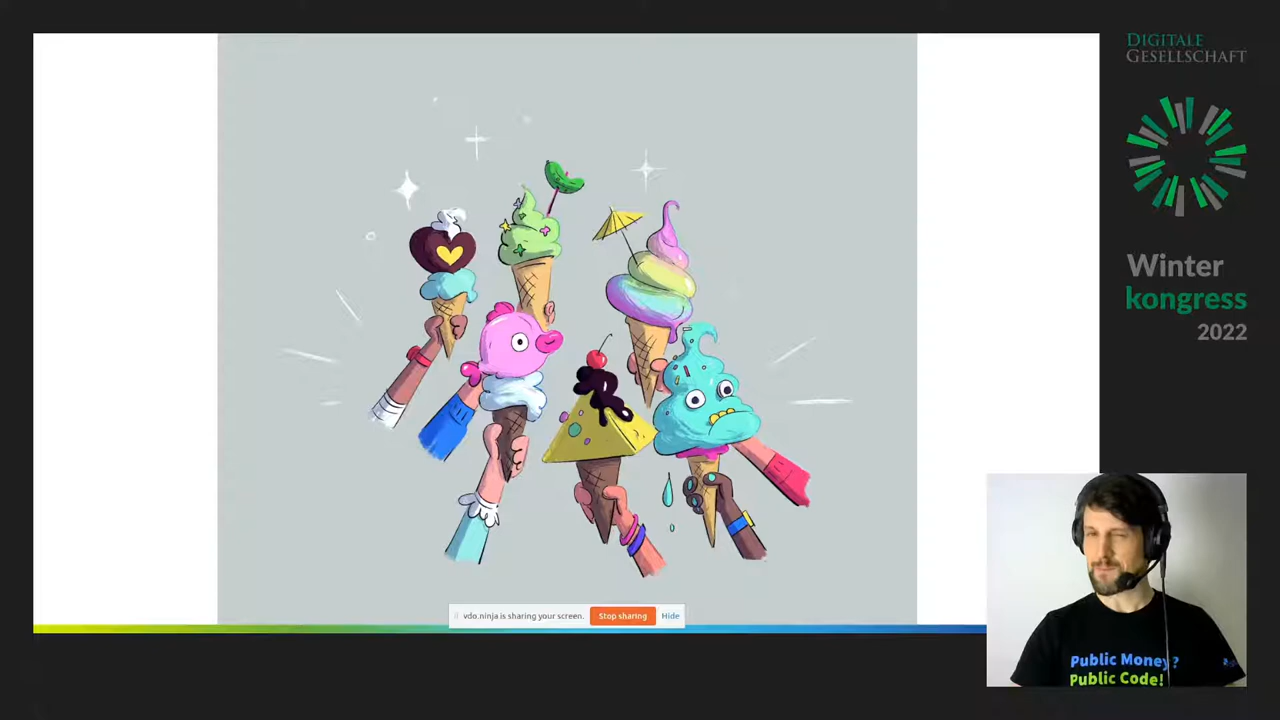 DIGITALE
GESELLSCHAFT
Winter
kongress
2022
vdo.ninja is sharing your screen.
Stop sharing
Hide
Public Money?
Public Code!